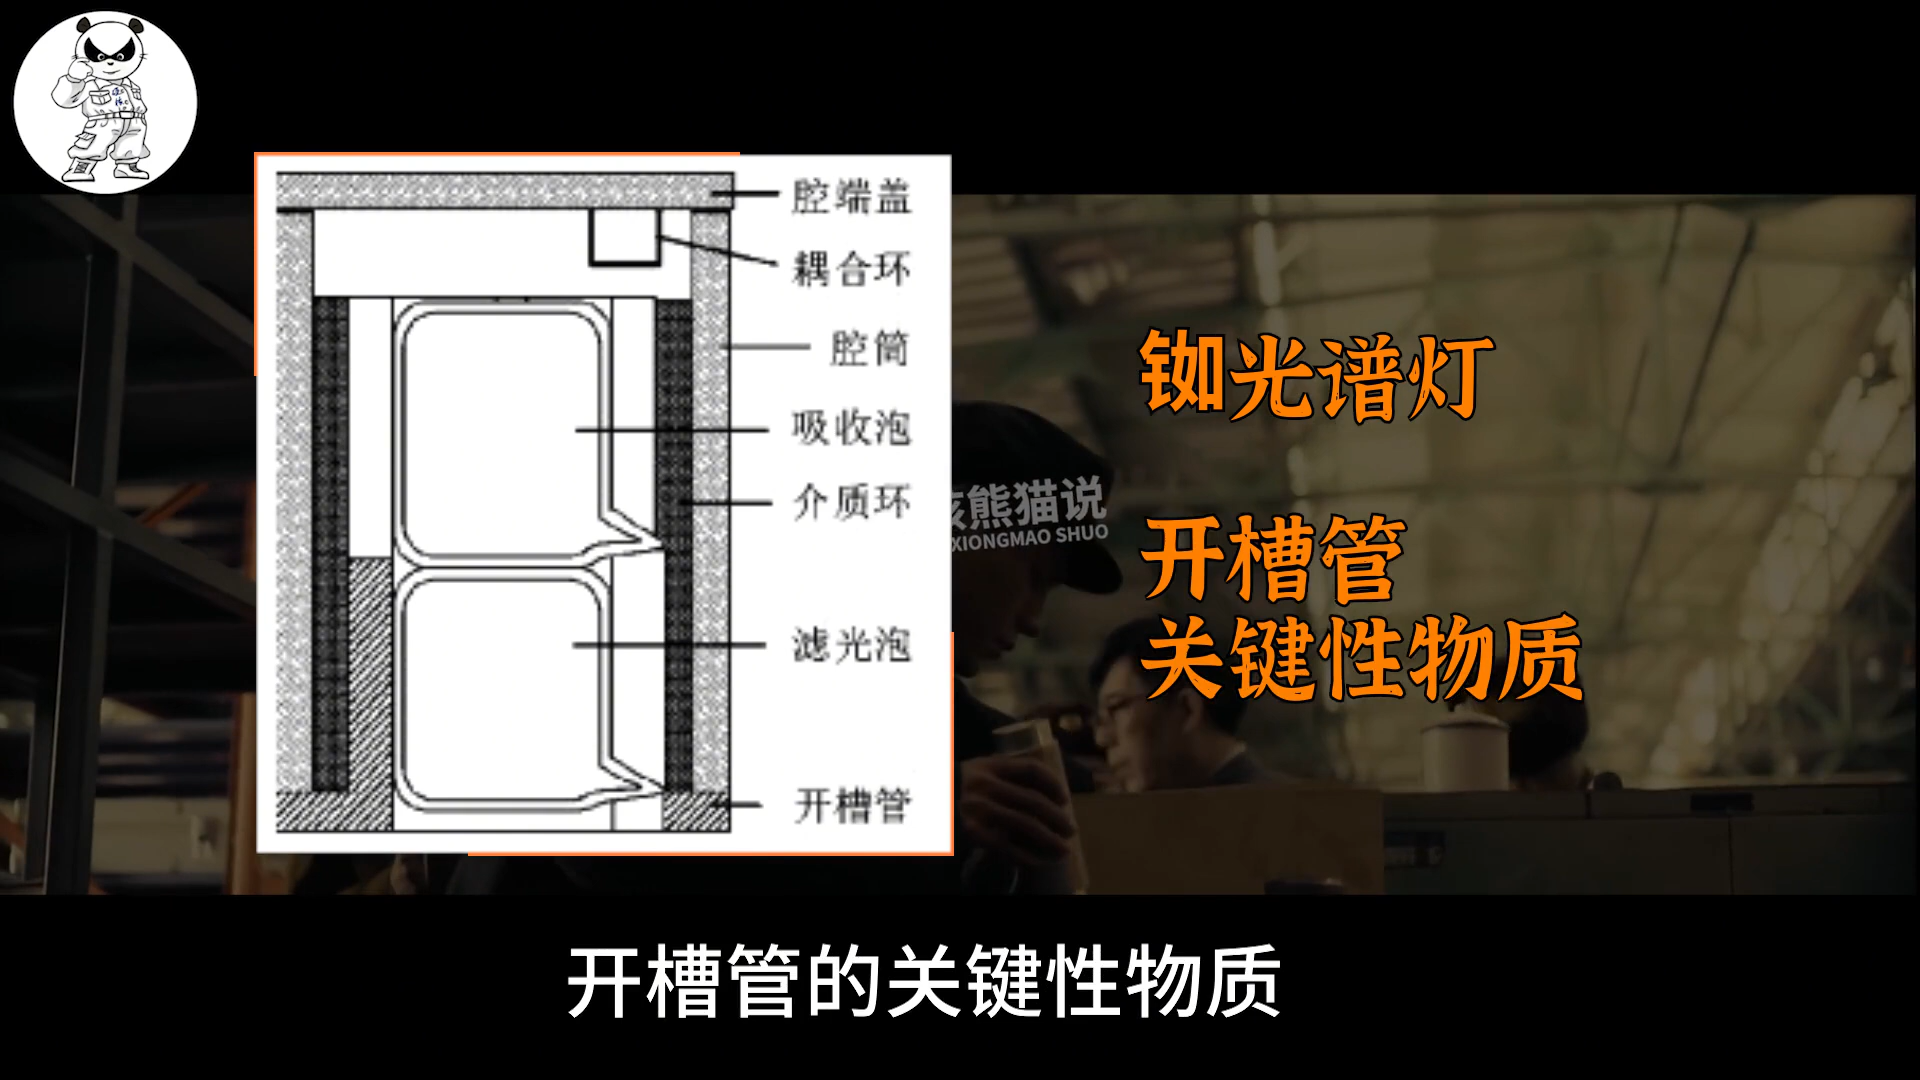 腔端盖
耦合环
腔筒
吸收泡
介质环
滤光泡
开槽管
铷光谱灯
开槽管
关键性物质
熊猫说
XIONGMAO SHUO
开槽管的关键性物质